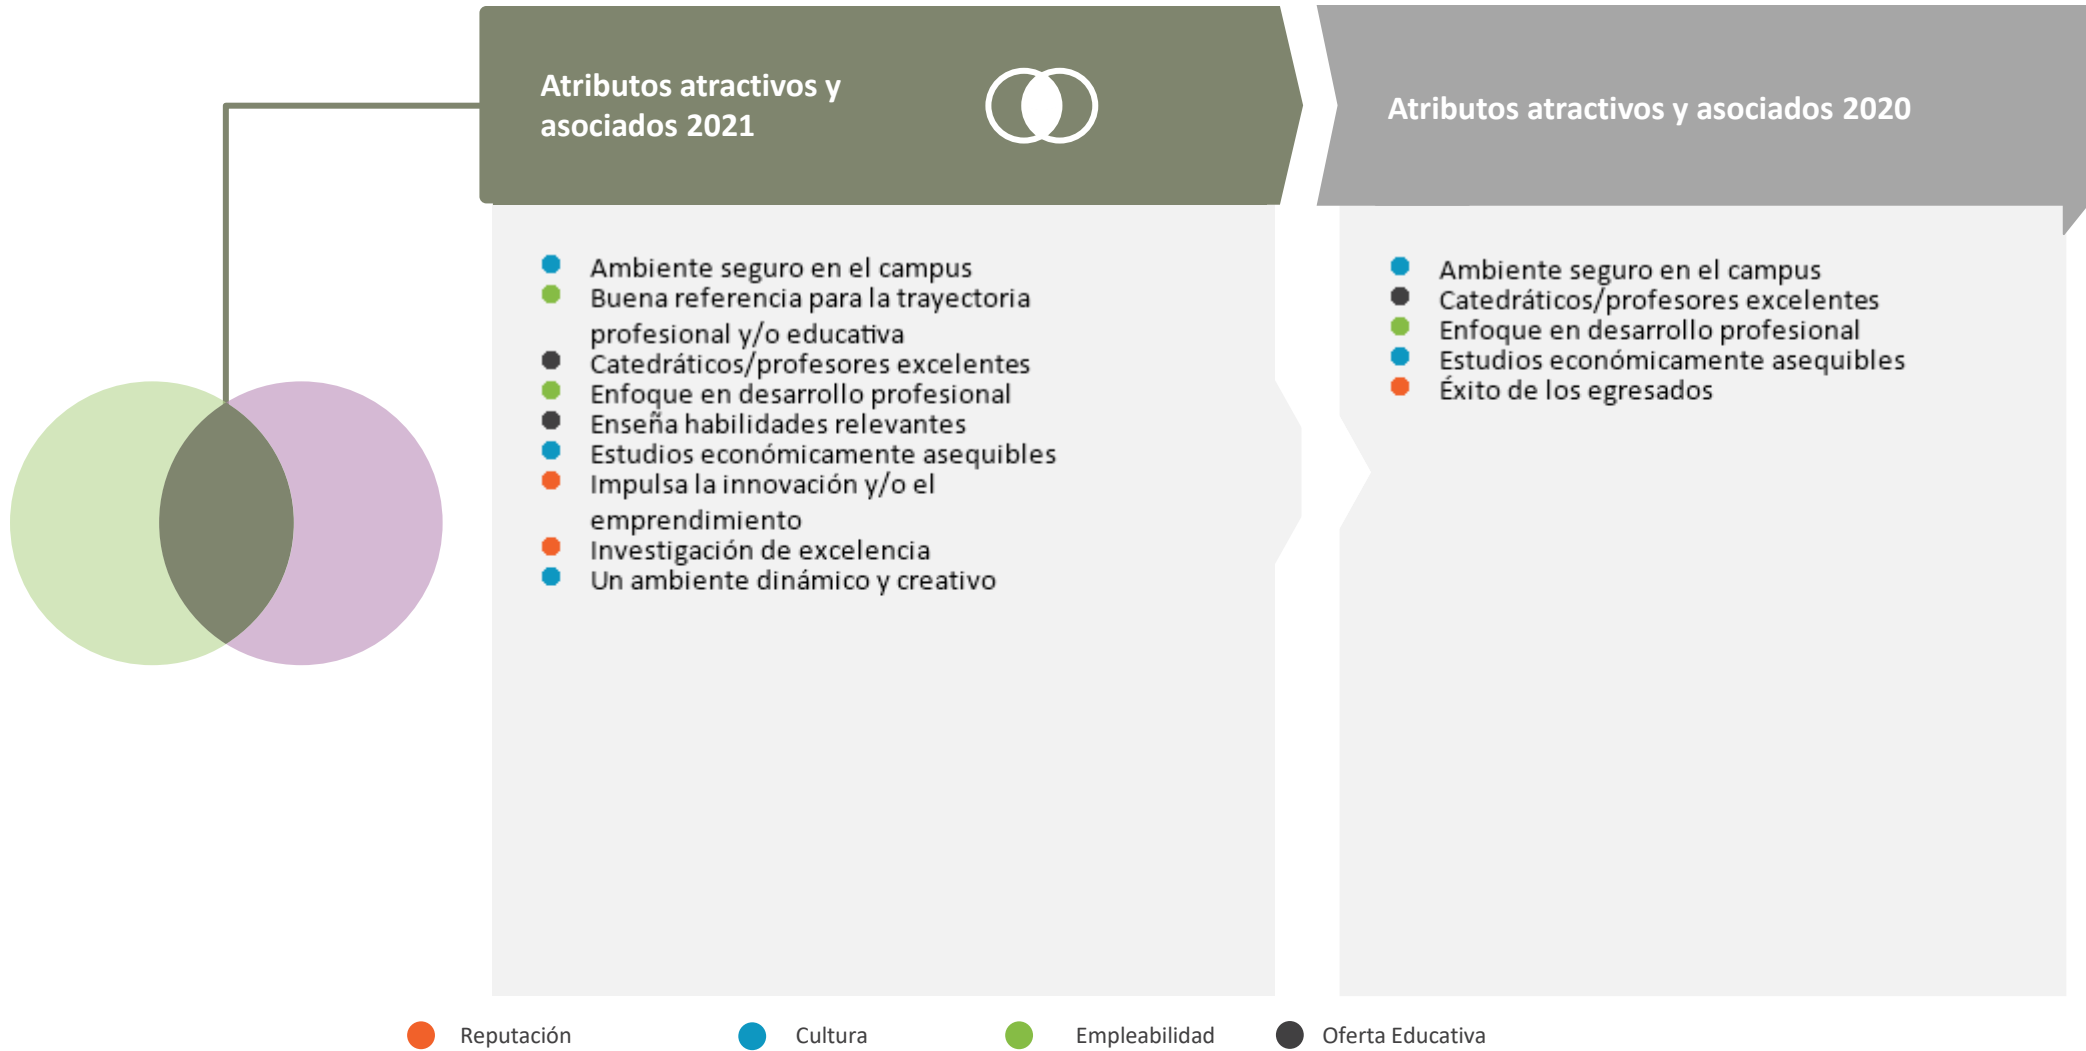 Atributos atractivos y
asociados 2021
Atributos atractivos y asociados 2020
Ambiente seguro en el campus
Buena referencia para la trayectoria
profesional y/o educativa
Catedráticos/profesores excelentes
Enfoque en desarrollo profesional
Enseña habilidades relevantes
Estudios económicamente asequibles
Impulsa la innovación y/o el
emprendimiento
Investigación de excelencia
Un ambiente dinámico y creativo
Ambiente seguro en el campus
Catedráticos/profesores excelentes
Enfoque en desarrollo profesional
Estudios económicamente asequibles
Éxito de los egresados
Reputación
Cultura
Empleabilidad
Oferta Educativa